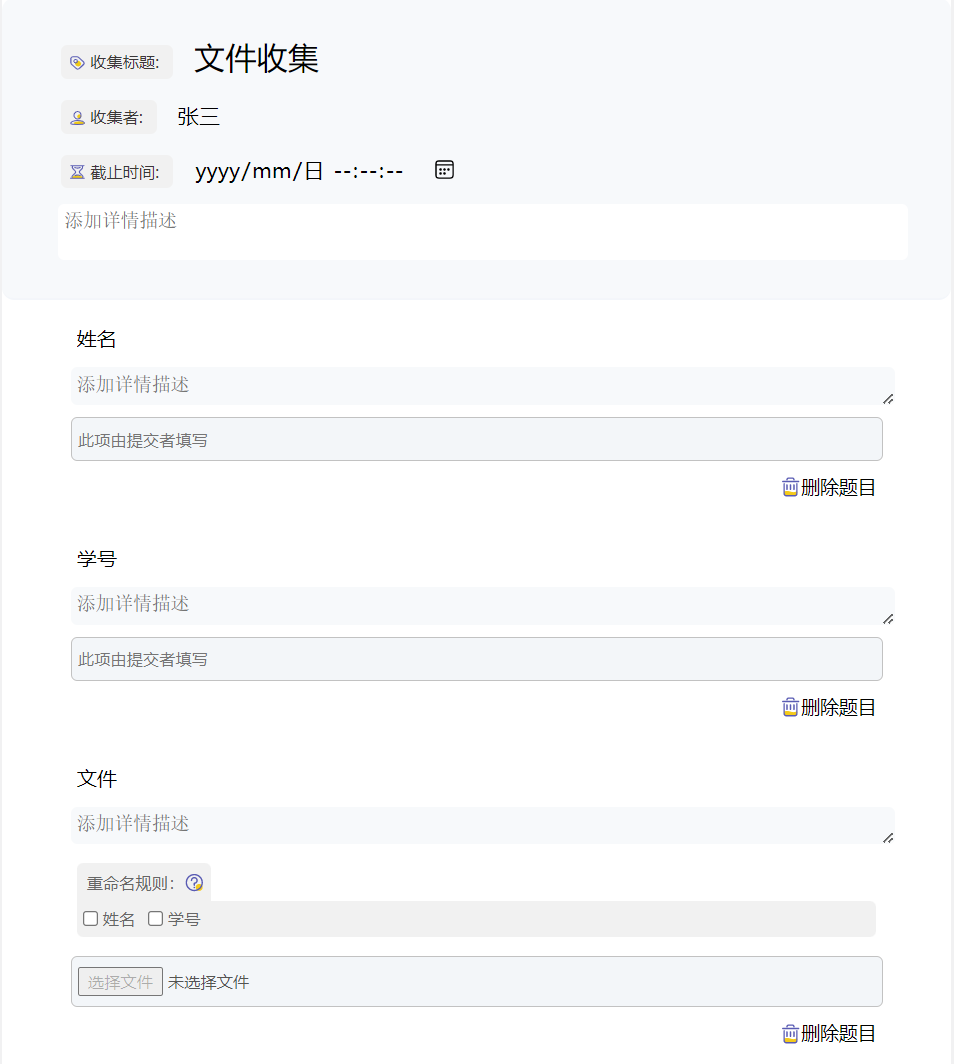 收集标题: 文件收集
收集者: 张三
截止时间: yyyy/mm/日 --:--:--
添加详情描述
姓名
添加详情描述
此项由提交者填写
删除题目
学号
添加详情描述
此项由提交者填写
删除题目
文件
添加详情描述
重命名规则: ?
姓名 学号
选择文件 未选择文件
删除题目